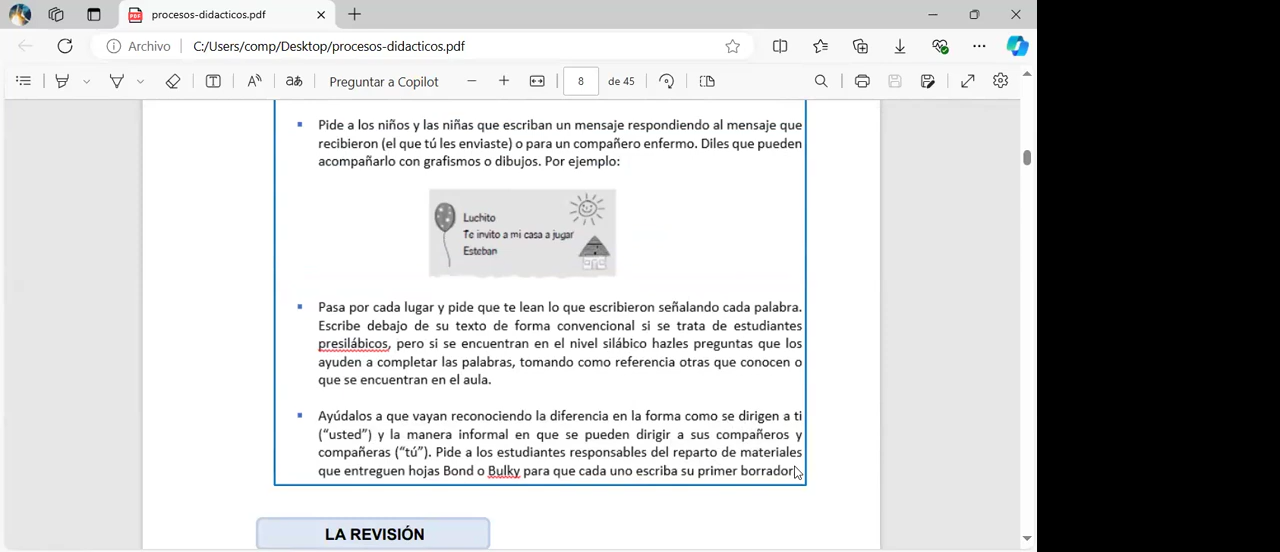 procesos-didacticos.pdf
Archivo C:/Users/comp/Desktop/procesos-didacticos.pdf
Preguntar a Copilot 8 de 45
Pide a los niños y las niñas que escriban un mensaje respondiendo al mensaje que
recibieron (el que tú les enviaste) o para un compañero enfermo. Diles que pueden
acompañarlo con grafismos o dibujos. Por ejemplo:
Luchito
Te invito a mi casa a jugar
Esteban
Pasa por cada lugar y pide que te lean lo que escribieron señalando cada palabra.
Escribe debajo de su texto de forma convencional si se trata de estudiantes
presilábicos, pero si se encuentran en el nivel silábico hazles preguntas que los
ayuden a completar las palabras, tomando como referencia otras que conocen o
que se encuentran en el aula.
Ayúdalos a que vayan reconociendo la diferencia en la forma como se dirigen a ti
(“usted”) y la manera informal en que se pueden dirigir a sus compañeros y
compañeras (“tú”). Pide a los estudiantes responsables del reparto de materiales
que entreguen hojas Bond o Bulky para que cada uno escriba su primer borrador.
LA REVISIÓN